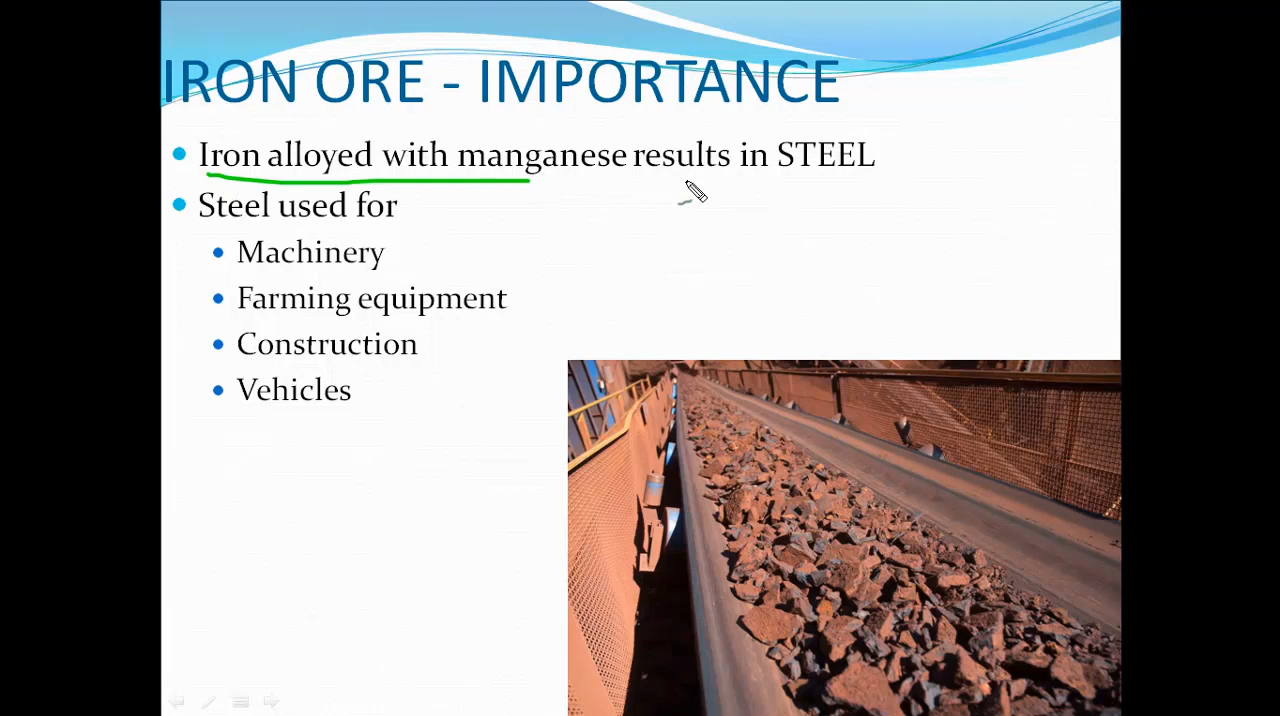 IRON ORE - IMPORTANCE
Iron alloyed with manganese results in STEEL
Steel used for
Machinery
Farming equipment
Construction
Vehicles